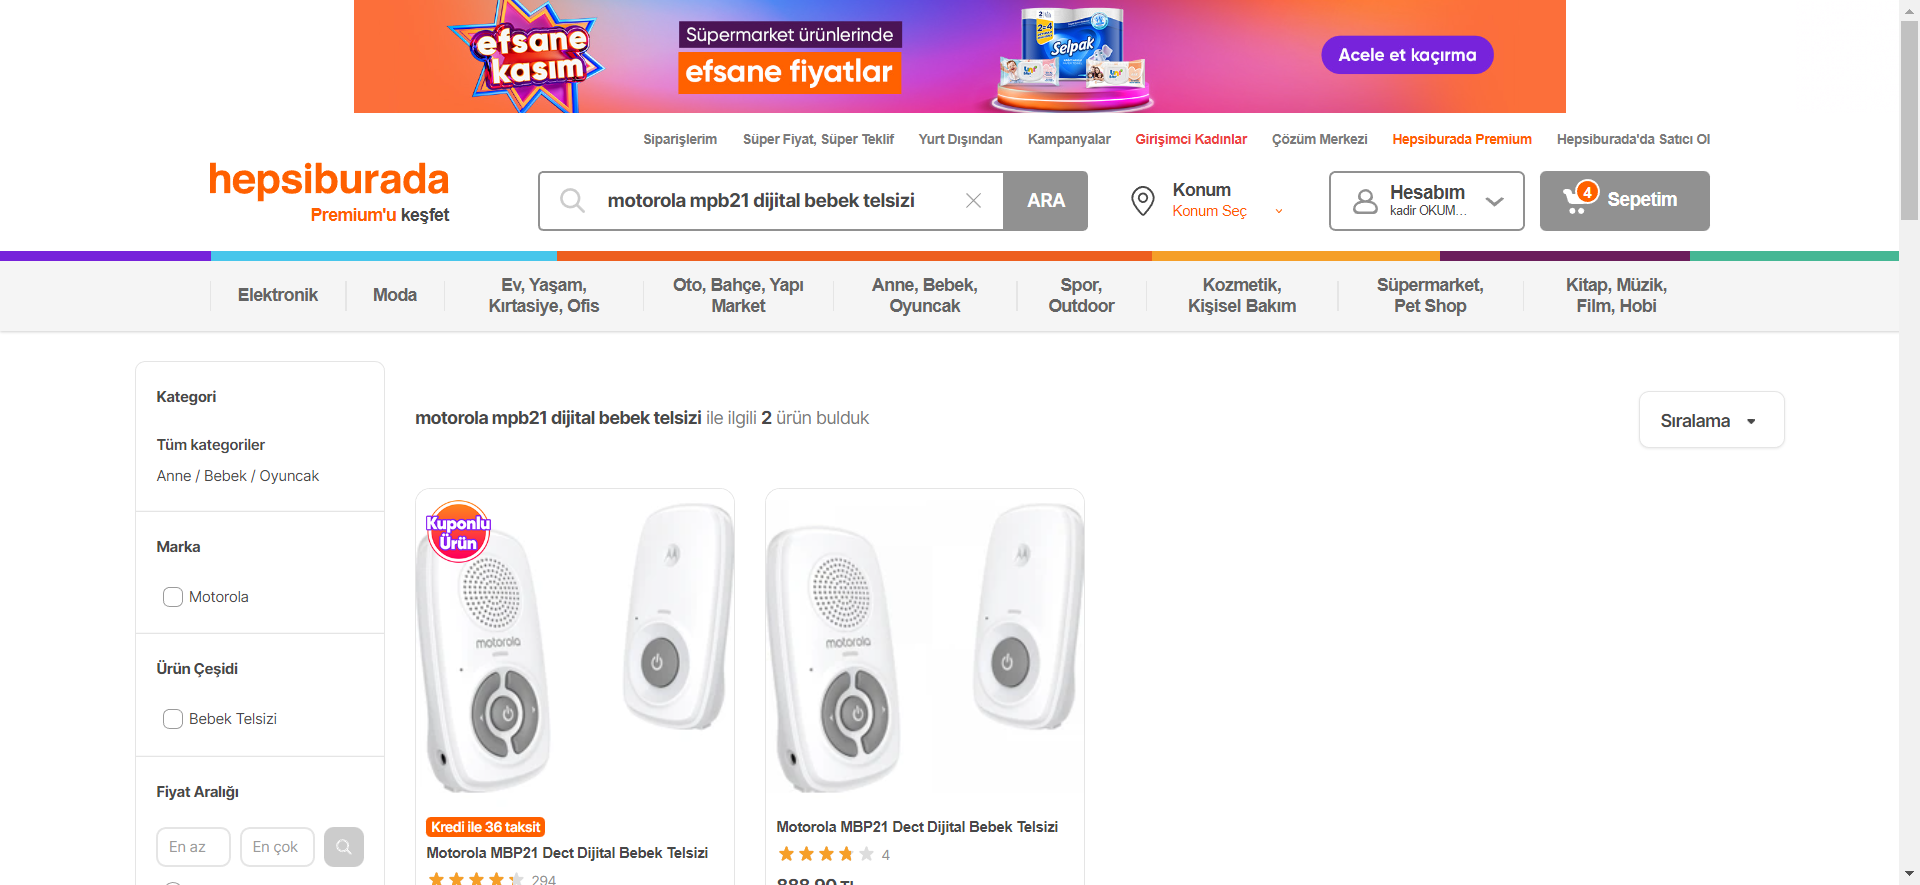 efsane
kasım
Süpermarket ürünlerinde
efsane fiyatlar
Selpak
Acele et kaçırma
Siparişlerim Süper Fiyat, Süper Teklif Yurt Dışından Kampanyalar Girişimci Kadınlar Çözüm Merkezi Hepsiburada Premium Hepsiburada'da Satıcı Ol
hepsiburada
Premium'u keşfet
motorola mpb21 dijital bebek telsizi
ARA
Konum
Konum Seç
Hesabım
kadir OKUM...
4
Sepetim
Elektronik
Moda
Ev, Yaşam,
Kırtasiye, Ofis
Oto, Bahçe, Yapı
Market
Anne, Bebek,
Oyuncak
Spor,
Outdoor
Kozmetik,
Kişisel Bakım
Süpermarket,
Pet Shop
Kitap, Müzik,
Film, Hobi
Kategori
Tüm kategoriler
Anne / Bebek / Oyuncak
Marka
Motorola
Ürün Çeşidi
Bebek Telsizi
Fiyat Aralığı
En az
En çok
motorola mpb21 dijital bebek telsizi ile ilgili 2 ürün bulduk
Sıralama
Kuponlu
Ürün
motorola
Kredi ile 36 taksit
Motorola MBP21 Dect Dijital Bebek Telsizi
294
motorola
Motorola MBP21 Dect Dijital Bebek Telsizi
4
888,90 TL